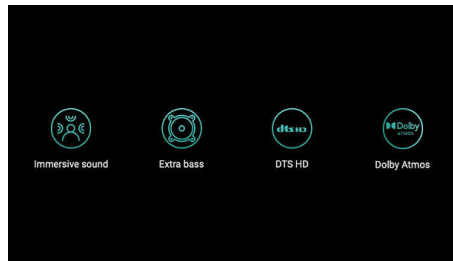 dts HD
Dolby
ATMOS
Immersive sound
Extra bass
DTS HD
Dolby Atmos